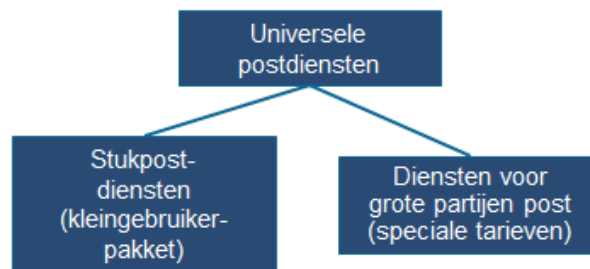 Universele
postdiensten
Stukpost-
diensten
(kleingebruiker-
pakket)
Diensten voor
grote partijen post
(speciale tarieven)